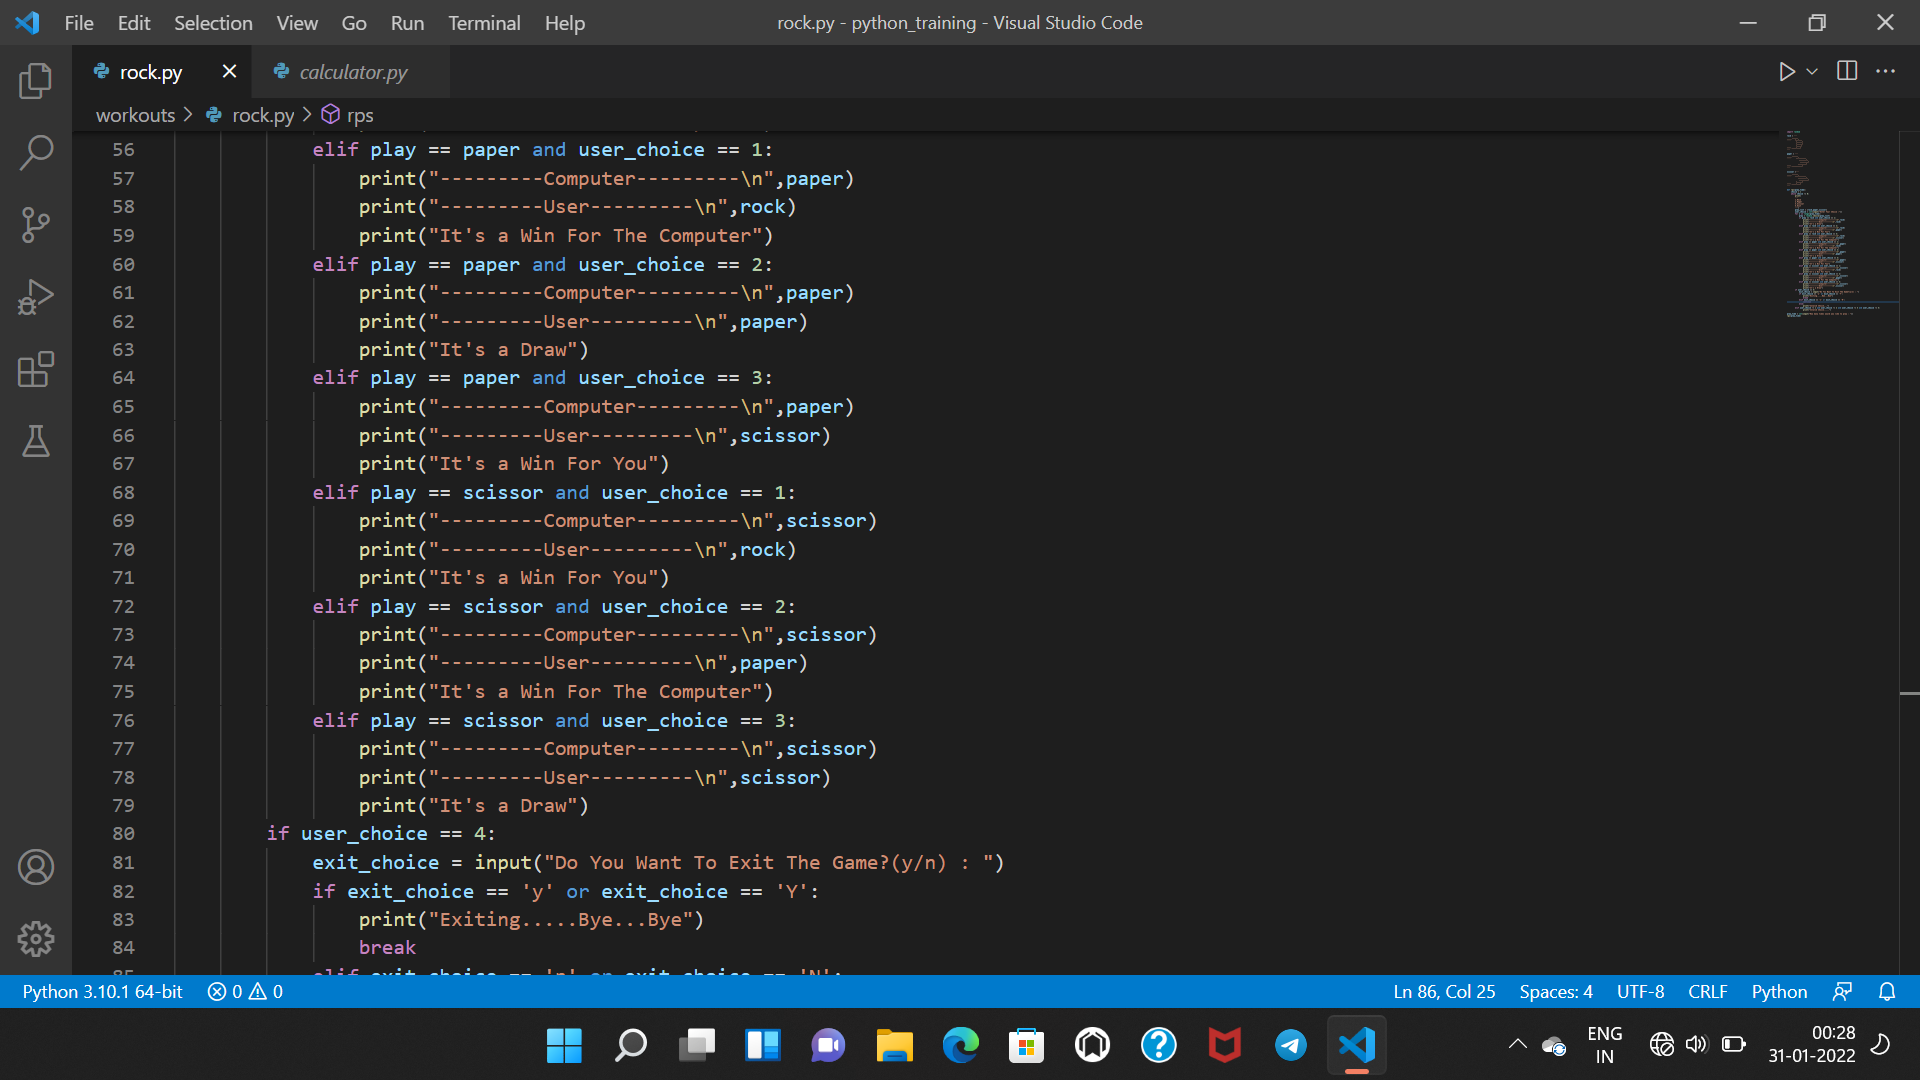 File Edit Selection View Go Run Terminal Help rock.py - python_training - Visual Studio Code
rock.py calculator.py
workouts > rock.py > rps
56 elif play == paper and user_choice == 1:
57 print("---------Computer---------\n",paper)
58 print("---------User---------\n",rock)
59 print("It's a Win For The Computer")
60 elif play == paper and user_choice == 2:
61 print("---------Computer---------\n",paper)
62 print("---------User---------\n",paper)
63 print("It's a Draw")
64 elif play == paper and user_choice == 3:
65 print("---------Computer---------\n",paper)
66 print("---------User---------\n",scissor)
67 print("It's a Win For You")
68 elif play == scissor and user_choice == 1:
69 print("---------Computer---------\n",scissor)
70 print("---------User---------\n",rock)
71 print("It's a Win For You")
72 elif play == scissor and user_choice == 2:
73 print("---------Computer---------\n",scissor)
74 print("---------User---------\n",paper)
75 print("It's a Win For The Computer")
76 elif play == scissor and user_choice == 3:
77 print("---------Computer---------\n",scissor)
78 print("---------User---------\n",scissor)
79 print("It's a Draw")
80 if user_choice == 4:
81 exit_choice = input("Do You Want To Exit The Game?(y/n) : ")
82 if exit_choice == 'y' or exit_choice == 'Y':
83 print("Exiting.....Bye...Bye")
84 break
85 elif exit_choice == 'n' or exit_choice == 'N':
Python 3.10.1 64-bit 0 0 Ln 86, Col 25 Spaces: 4 UTF-8 CRLF Python
ENG
IN
00:28
31-01-2022